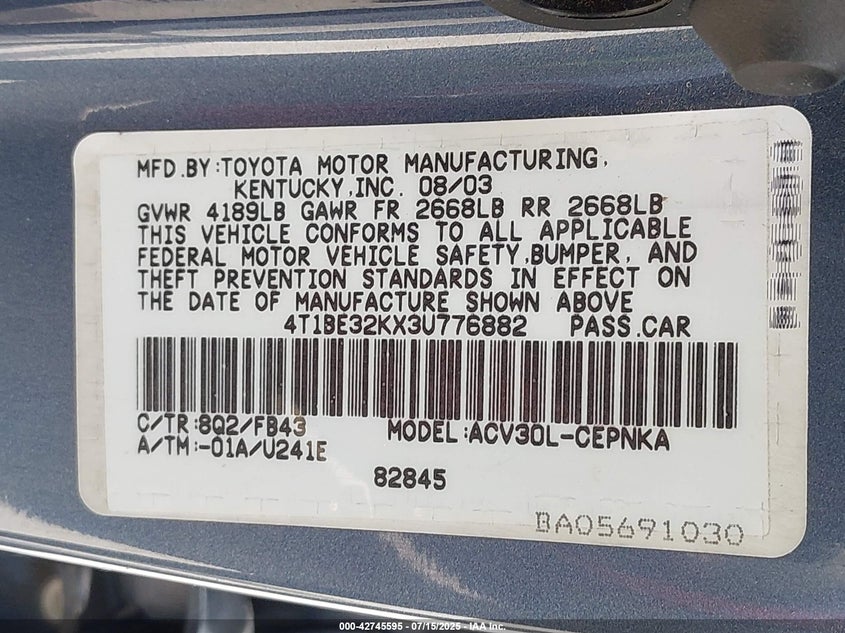 MFD.BY:TOYOTA MOTOR MANUFACTURING,
KENTUCKY,INC. 08/03
GVWR 4189LB GAWR FR 2668LB RR 2668LB
THIS VEHICLE CONFORMS TO ALL APPLICABLE
FEDERAL MOTOR VEHICLE SAFETY,BUMPER, AND
THEFT PREVENTION STANDARDS IN EFFECT ON
THE DATE OF MANUFACTURE SHOWN ABOVE
4T1BE32KX3U776882 PASS.CAR
C/TR:8Q2/FB43 MODEL:ACV30L-CEPNKA
A/TM:-01A/U241E
82845
BA05691030
000-42745595 - 07/15/2025 - IAA Inc.